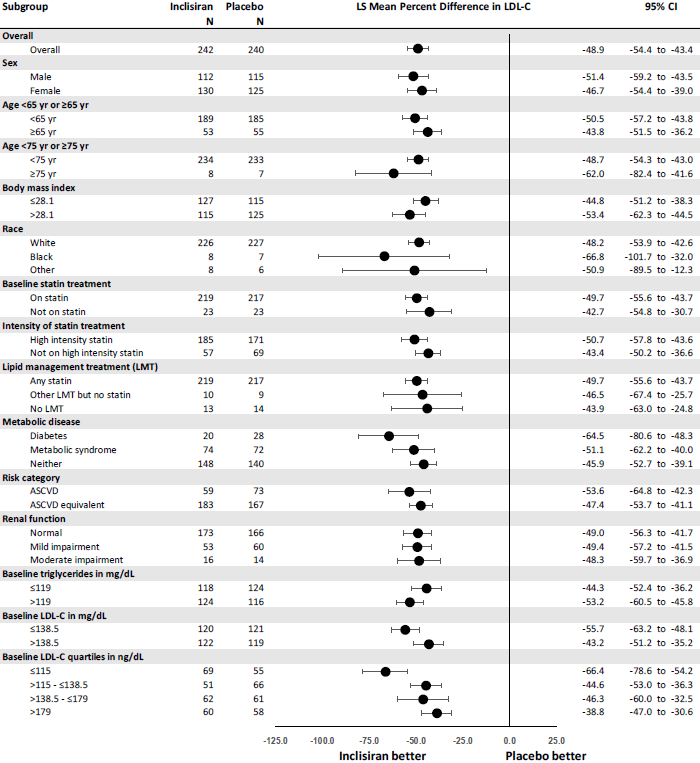 Subgroup Inclisiran Placebo LS Mean Percent Difference in LDL-C 95% CI
N N
Overall
Overall 242 240 -48.9 -54.4 to -43.4
Sex
Male 112 115 -51.4 -59.2 to -43.5
Female 130 125 -46.7 -54.4 to -39.0
Age <65 yr or ≥65 yr
<65 yr 189 185 -50.5 -57.2 to -43.8
≥65 yr 53 55 -43.8 -51.5 to -36.2
Age <75 yr or ≥75 yr
<75 yr 234 233 -48.7 -54.3 to -43.0
≥75 yr 8 7 -62.0 -82.4 to -41.6
Body mass index
≤28.1 127 115 -44.8 -51.2 to -38.3
>28.1 115 125 -53.4 -62.3 to -44.5
Race
White 226 227 -48.2 -53.9 to -42.6
Black 8 7 -66.8 -101.7 to -32.0
Other 8 6 -50.9 -89.5 to -12.3
Baseline statin treatment
On statin 219 217 -49.7 -55.6 to -43.7
Not on statin 23 23 -42.7 -54.8 to -30.7
Intensity of statin treatment
High intensity statin 185 171 -50.7 -57.8 to -43.6
Not on high intensity statin 57 69 -43.4 -50.2 to -36.6
Lipid management treatment (LMT)
Any statin 219 217 -49.7 -55.6 to -43.7
Other LMT but no statin 10 9 -46.5 -67.4 to -25.7
No LMT 13 14 -43.9 -63.0 to -24.8
Metabolic disease
Diabetes 20 28 -64.5 -80.6 to -48.3
Metabolic syndrome 74 72 -51.1 -62.2 to -40.0
Neither 148 140 -45.9 -52.7 to -39.1
Risk category
ASCVD 59 73 -53.6 -64.8 to -42.3
ASCVD equivalent 183 167 -47.4 -53.7 to -41.1
Renal function
Normal 173 166 -49.0 -56.3 to -41.7
Mild impairment 53 60 -49.4 -57.2 to -41.5
Moderate impairment 16 14 -48.3 -59.7 to -36.9
Baseline triglycerides in mg/dL
≤119 118 124 -44.3 -52.4 to -36.2
>119 124 116 -53.2 -60.5 to -45.8
Baseline LDL-C in mg/dL
≤138.5 120 121 -55.7 -63.2 to -48.1
>138.5 122 119 -43.2 -51.2 to -35.2
Baseline LDL-C quartiles in ng/dL
≤115 69 55 -66.4 -78.6 to -54.2
>115 - ≤138.5 51 66 -44.6 -53.0 to -36.3
>138.5 - ≤179 62 61 -46.3 -60.0 to -32.5
>179 60 58 -38.8 -47.0 to -30.6
-125.0 -100.0 -75.0 -50.0 -25.0 0.0 25.0
Inclisiran better Placebo better